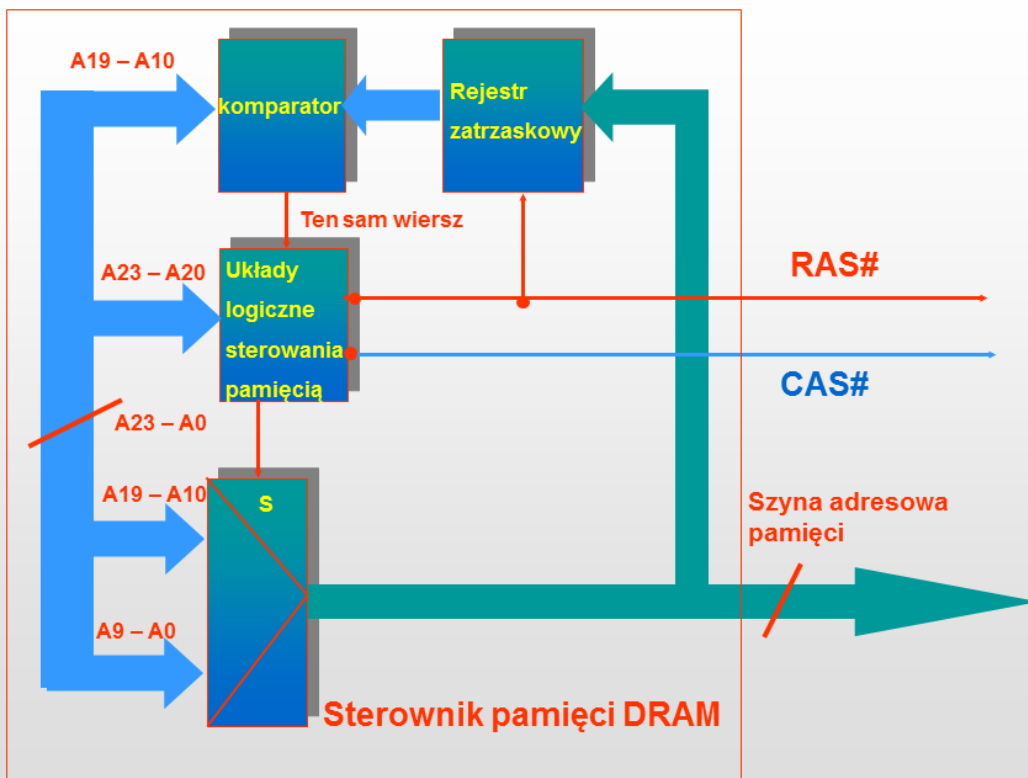 A19 – A10
komparator
Rejestr
zatrzaskowy
Ten sam wiersz
A23 – A20
Układy
logiczne
sterowania
pamięcią
RAS#
CAS#
A23 – A0
A19 – A10
S
Szyna adresowa
pamięci
A9 – A0
Sterownik pamięci DRAM